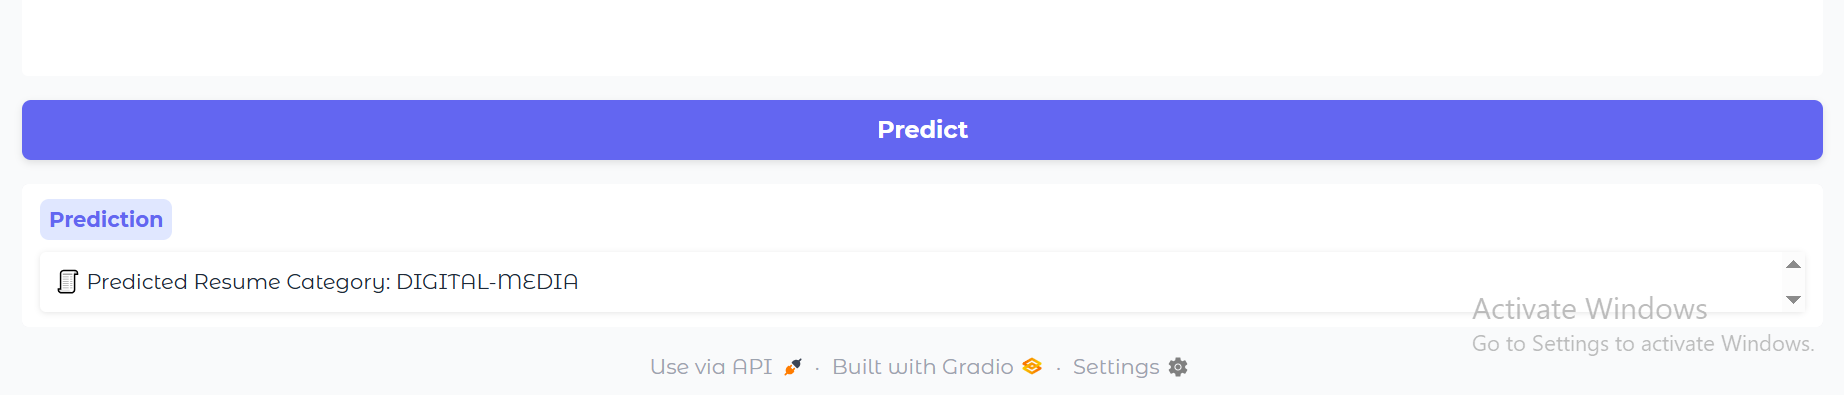 Predict
Prediction
Predicted Resume Category: DIGITAL-MEDIA
Activate Windows
Go to Settings to activate Windows.
Use via API · Built with Gradio · Settings